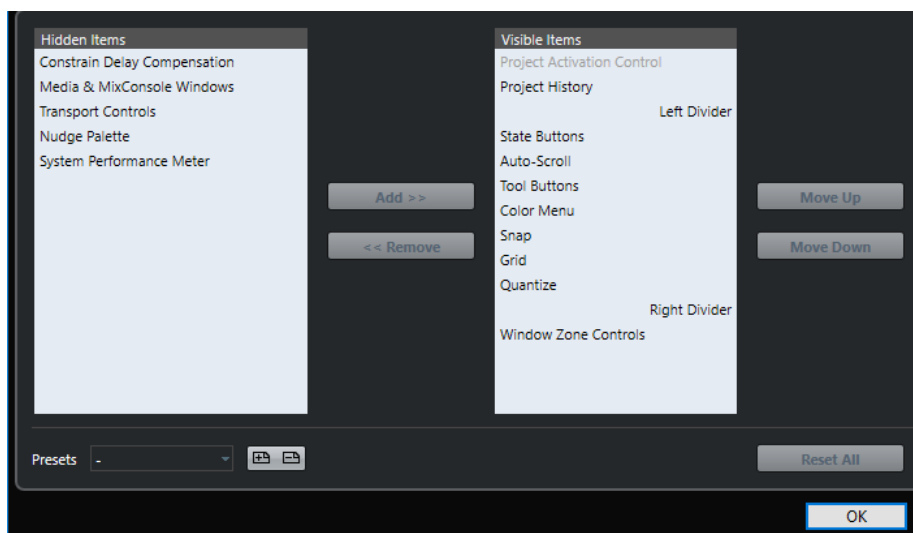 Hidden Items
Constrain Delay Compensation
Media & MixConsole Windows
Transport Controls
Nudge Palette
System Performance Meter
Add >>
<< Remove
Visible Items
Project Activation Control
Project History
Left Divider
State Buttons
Auto-Scroll
Tool Buttons
Color Menu
Snap
Grid
Quantize
Right Divider
Window Zone Controls
Move Up
Move Down
Presets -
Reset All
OK